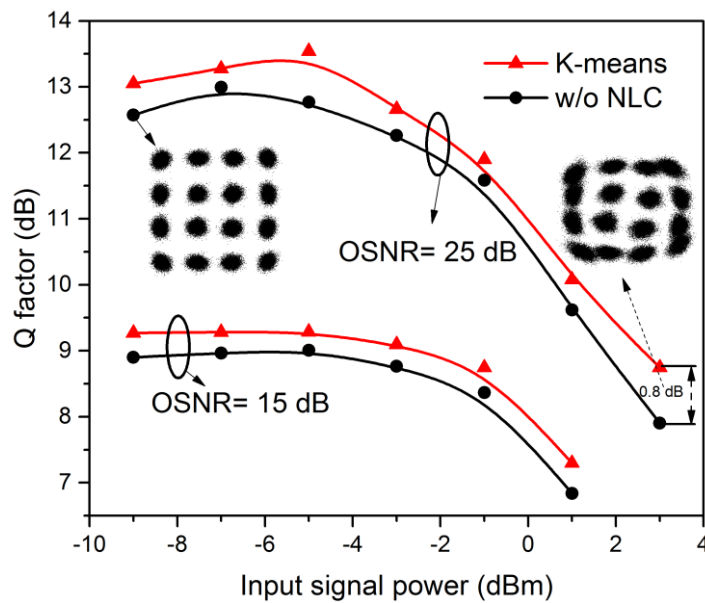 14
13
12
11
10
9
8
7
Q factor (dB)
K-means
w/o NLC
OSNR= 25 dB
0.8 dB
OSNR= 15 dB
-10
-8
-6
-4
-2
0
2
4
Input signal power (dBm)